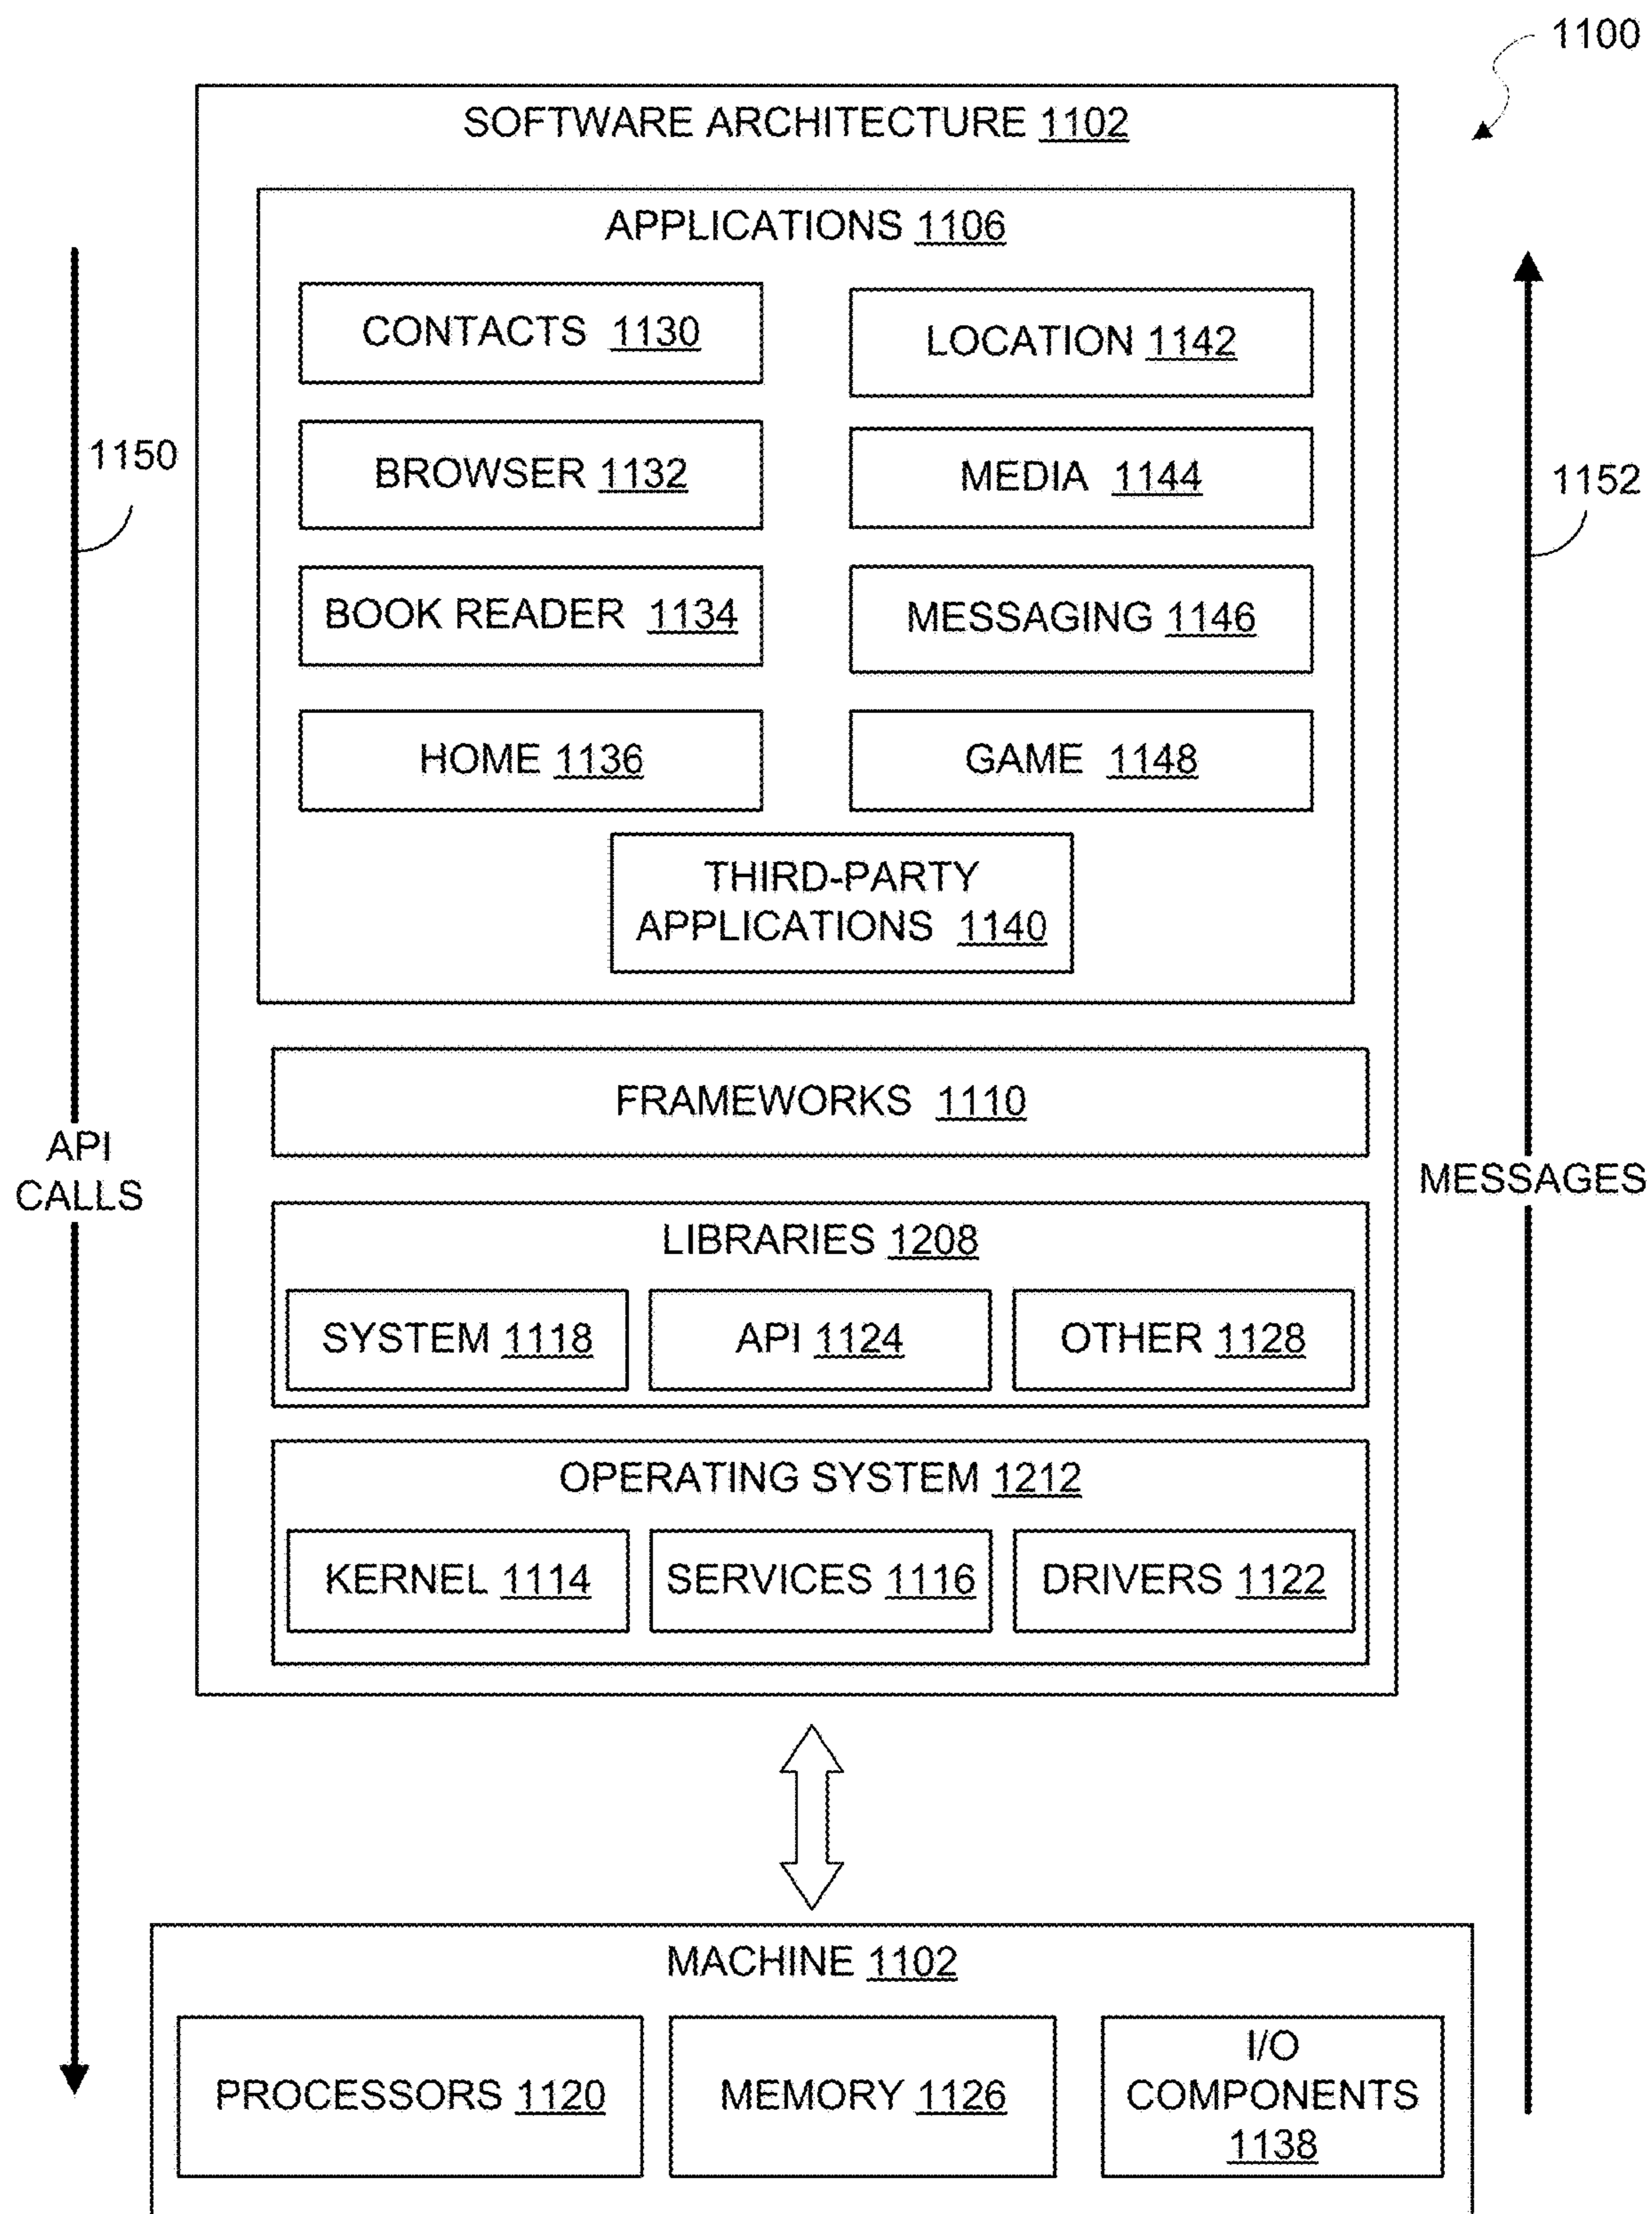 1100
SOFTWARE ARCHITECTURE 1102
APPLICATIONS 1106
CONTACTS 1130
LOCATION 1142
BROWSER 1132
MEDIA 1144
1150
1152
BOOK READER 1134
MESSAGING 1146
HOME 1136
GAME 1148
THIRD-PARTY
APPLICATIONS 1140
FRAMEWORKS 1110
API
CALLS
MESSAGES
LIBRARIES 1208
SYSTEM 1118
API 1124
OTHER 1128
OPERATING SYSTEM 1212
KERNEL 1114
SERVICES 1116
DRIVERS 1122
MACHINE 1102
PROCESSORS 1120
MEMORY 1126
I/O
COMPONENTS
1138